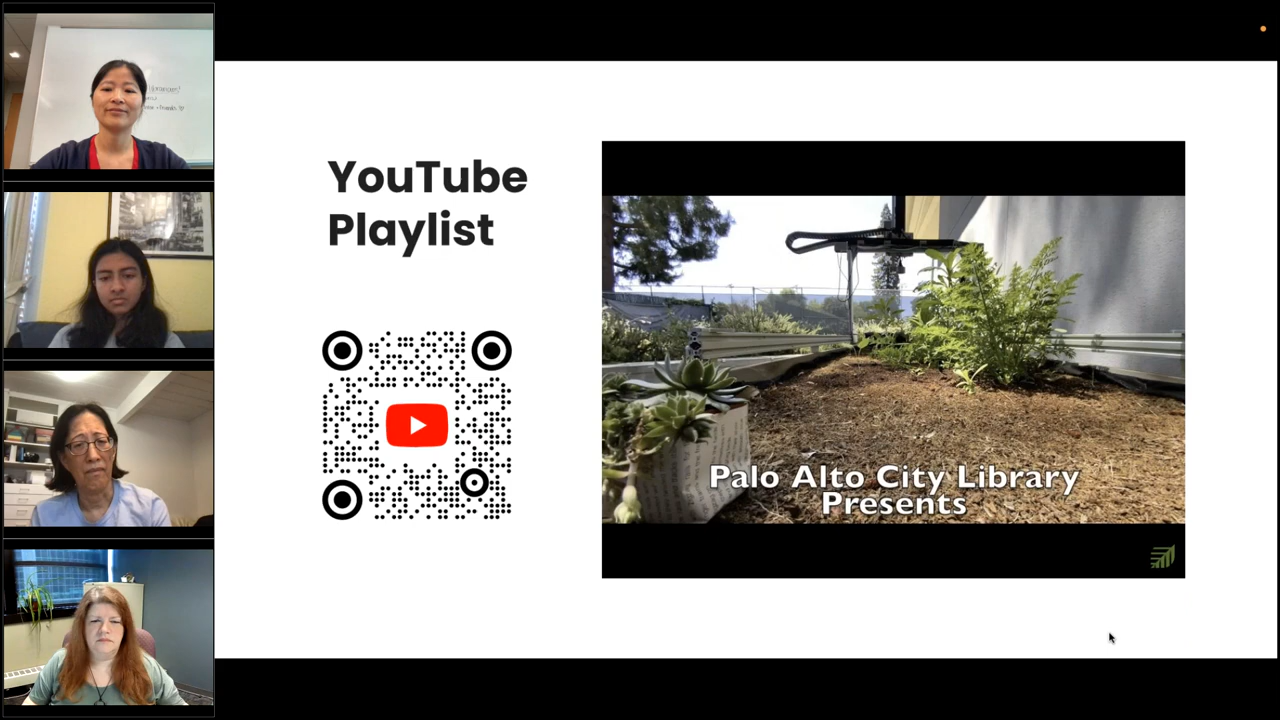 YouTube
Playlist
Palo Alto City Library
Presents